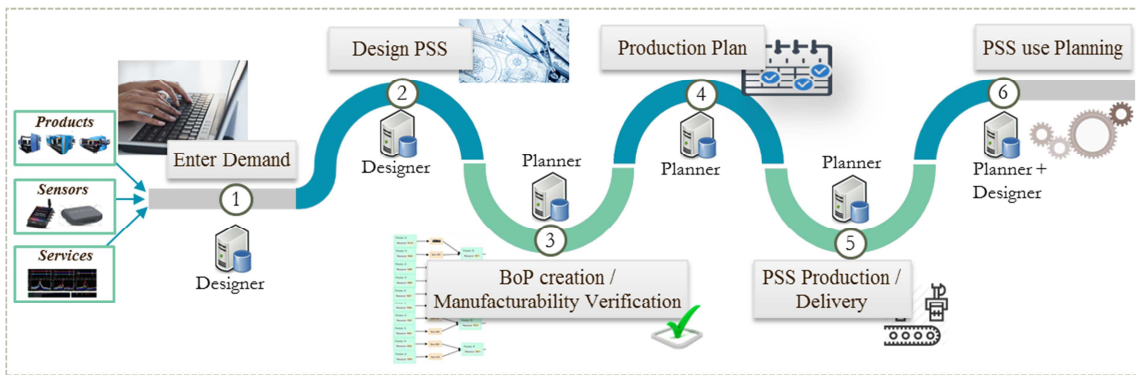 Design PSS
Production Plan
PSS use Planning
2
4
6
Products
Enter Demand
Designer
Planner
Planner
Planner
Planner +
Designer
Sensors
1
3
5
Services
Designer
BoP creation /
Manufacturability Verification
PSS Production /
Delivery